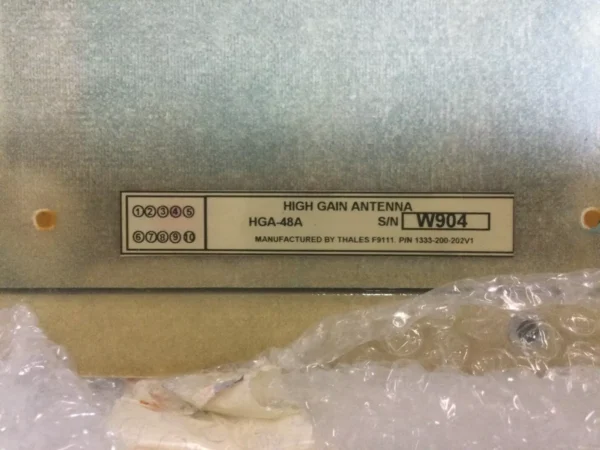 ①②③④⑤
⑥⑦⑧⑨⑩
HIGH GAIN ANTENNA
HGA-48A S/N W904
MANUFACTURED BY THALES F9111. P/N 1333-200-202V1